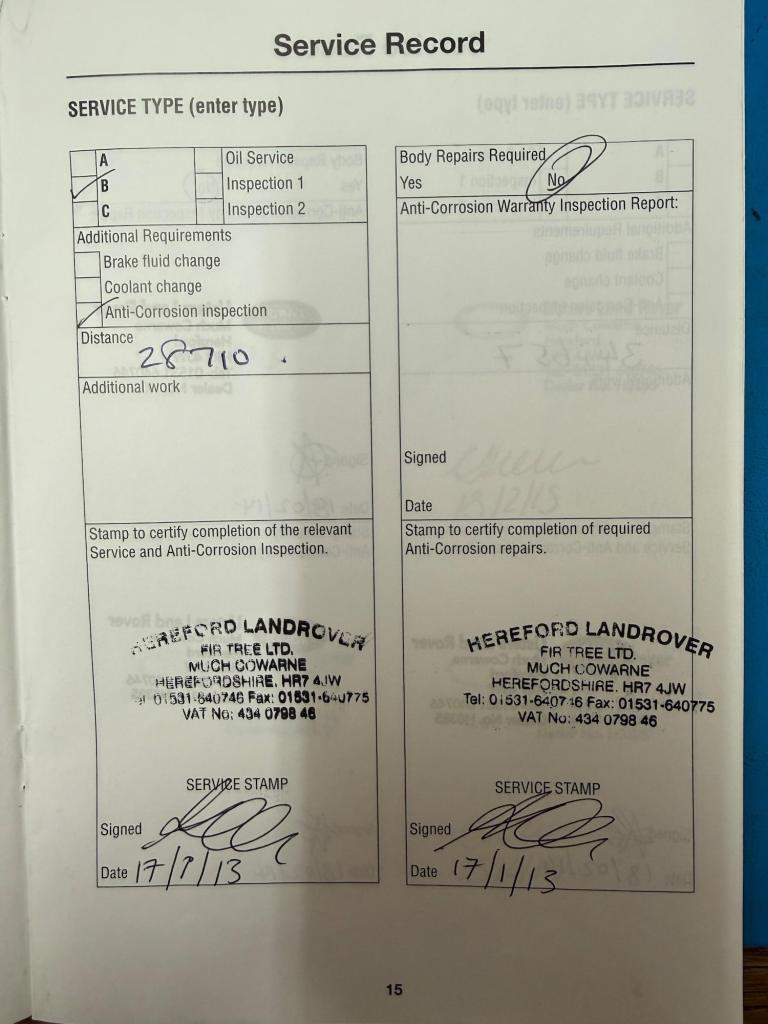 Service Record
SERVICE TYPE (enter type)
A
B
C
Oil Service
Inspection 1
Inspection 2
Additional Requirements
Brake fluid change
Coolant change
Anti-Corrosion inspection
Distance
28710 .
Additional work
Stamp to certify completion of the relevant
Service and Anti-Corrosion Inspection.
HEREFORD LANDROVER
FIR TREE LTD.
MUCH COWARNE
HEREFORDSHIRE. HR7 4JW
01531-640746 Fax: 01531-640775
VAT No: 434 0798 46
SERVICE STAMP
Signed
Date 17/1/13
Body Repairs Required
Yes No
Anti-Corrosion Warranty Inspection Report:
Signed
Date
Stamp to certify completion of required
Anti-Corrosion repairs.
HEREFORD LANDROVER
FIR TREE LTD.
MUCH COWARNE
HEREFORDSHIRE. HR7 4JW
Tel: 01531-640746 Fax: 01531-640775
VAT No: 434 0798 46
SERVICE STAMP
Signed
Date 17/1/13
15